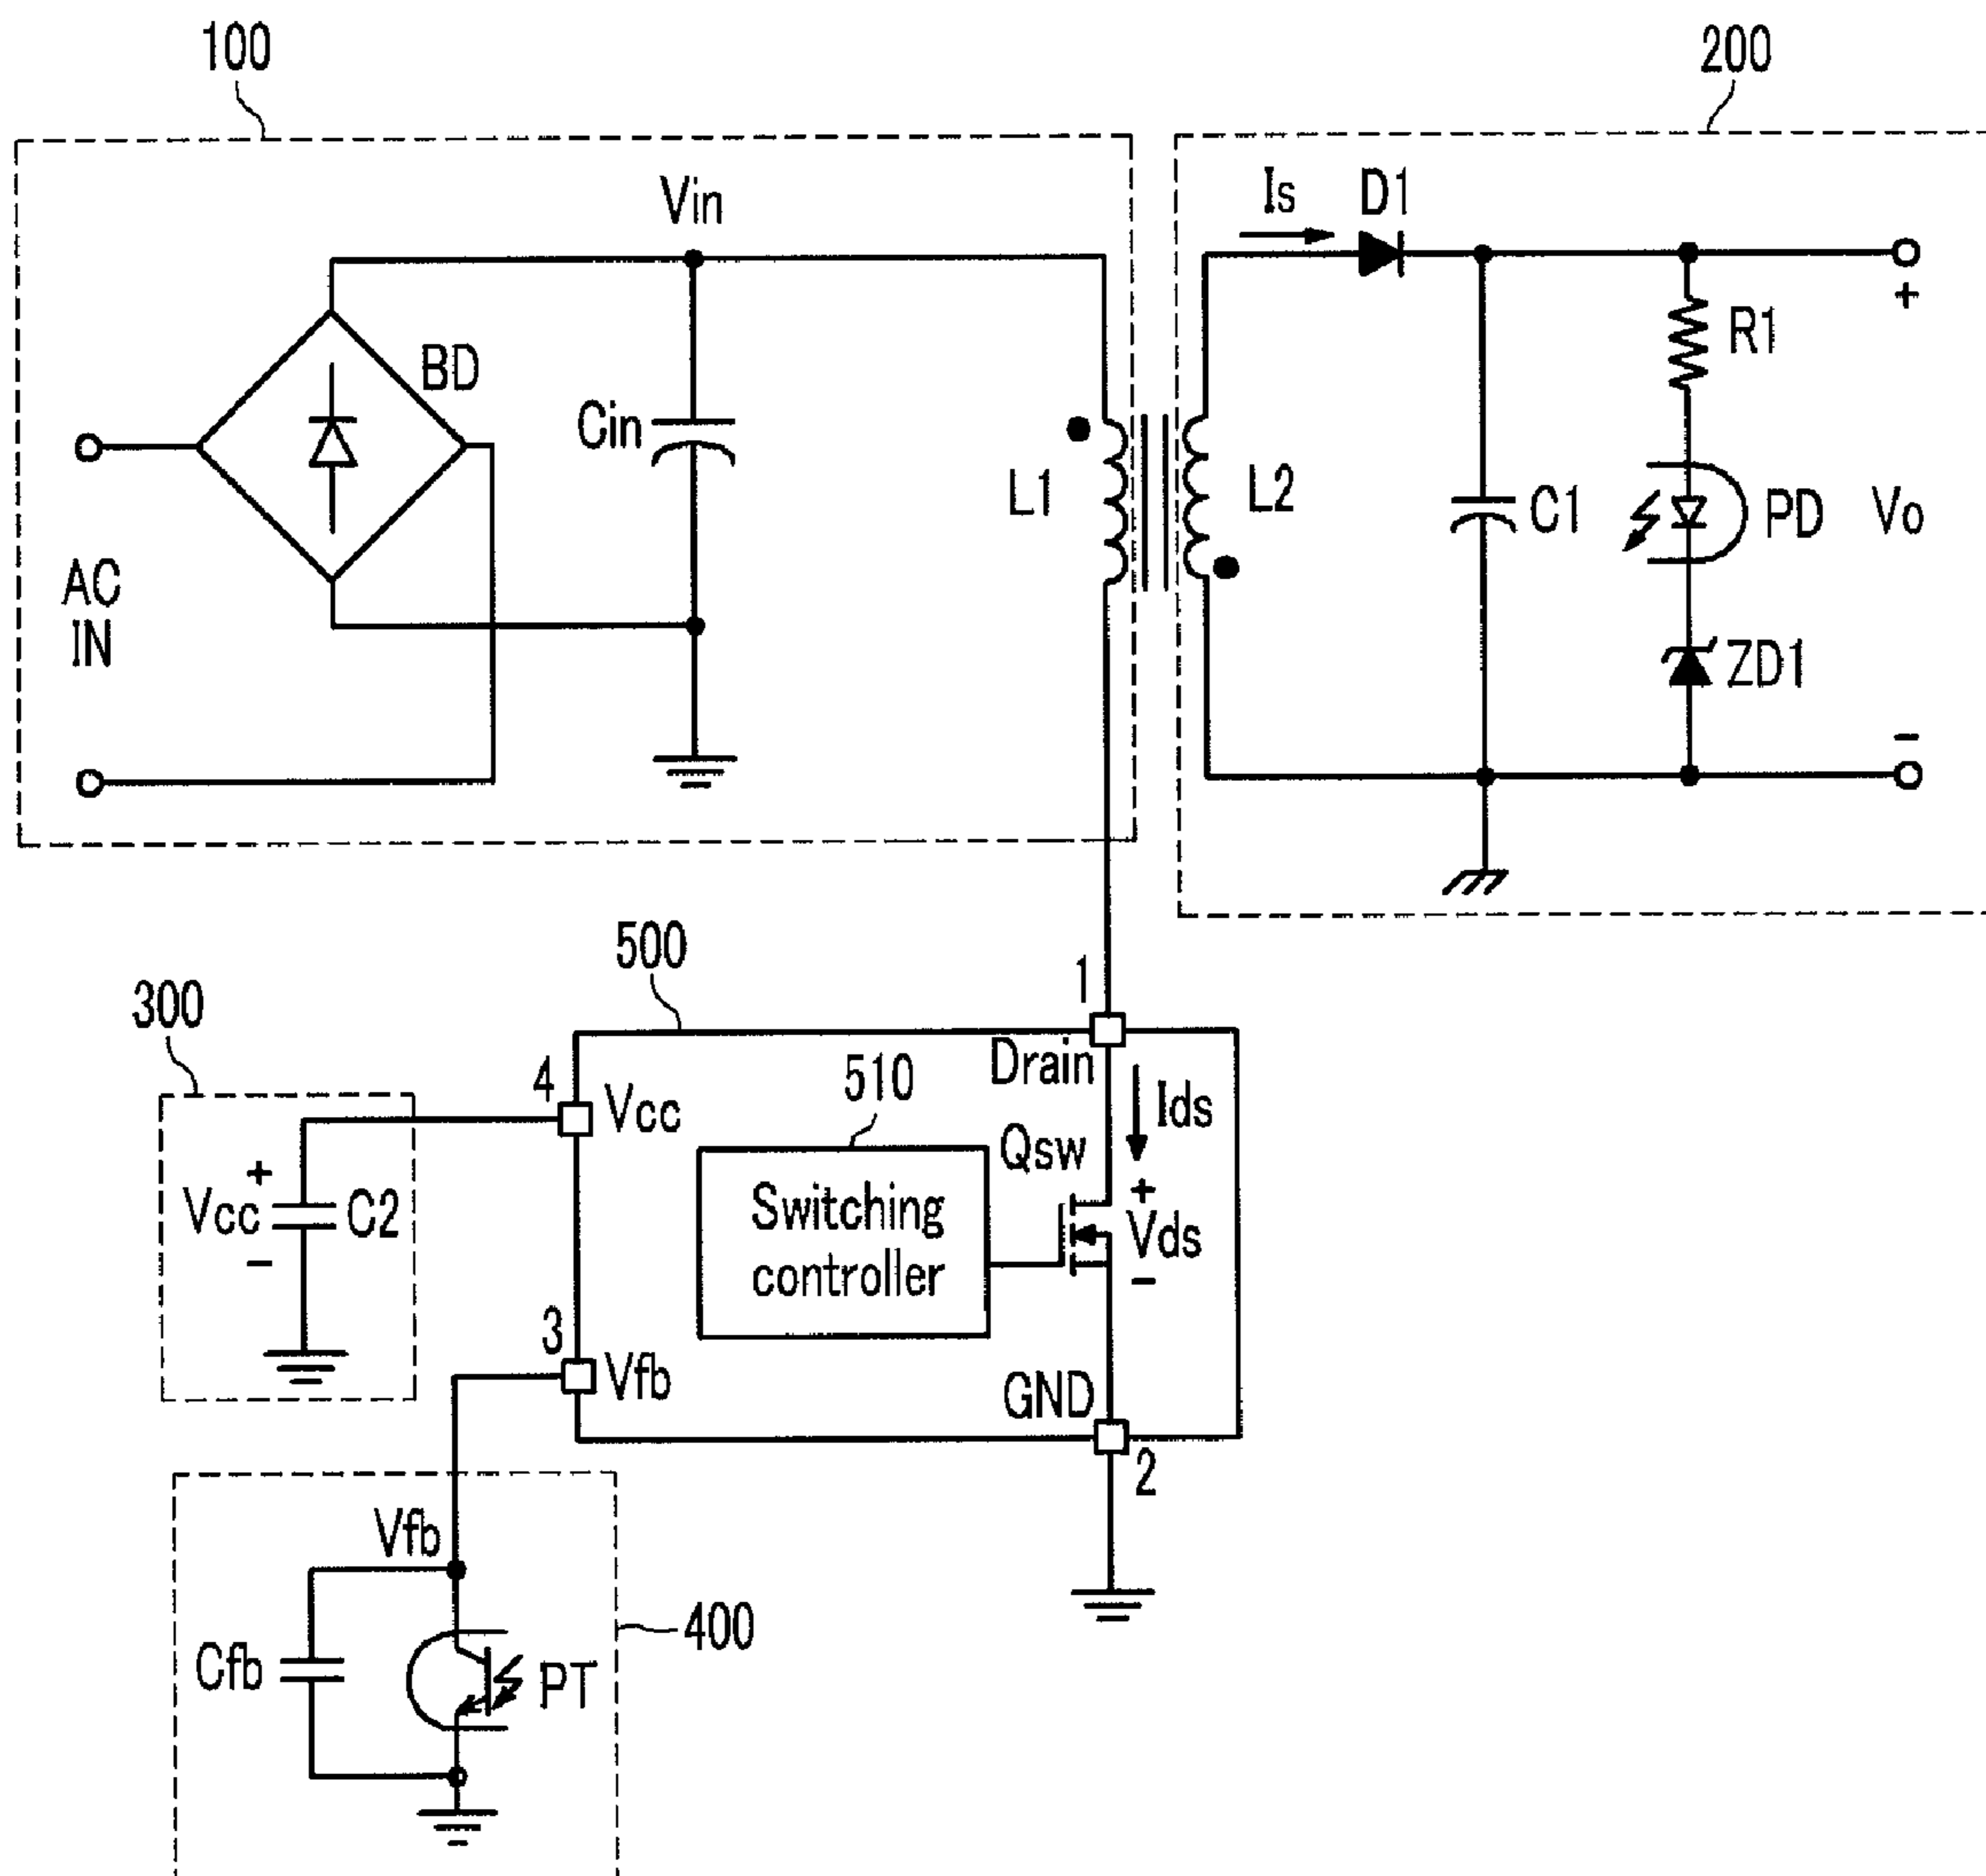 100
200
Vin
Is
D1
+
R1
BD
Cin
L1
L2
C1
PD
Vo
AC
IN
ZD1
-
500
1
300
Drain
4
Vcc
510
Ids
Qsw
+
Vcc
C2
-
Switching
controller
+
Vds
-
3
Vfb
GND
2
Vfb
400
Cfb
PT